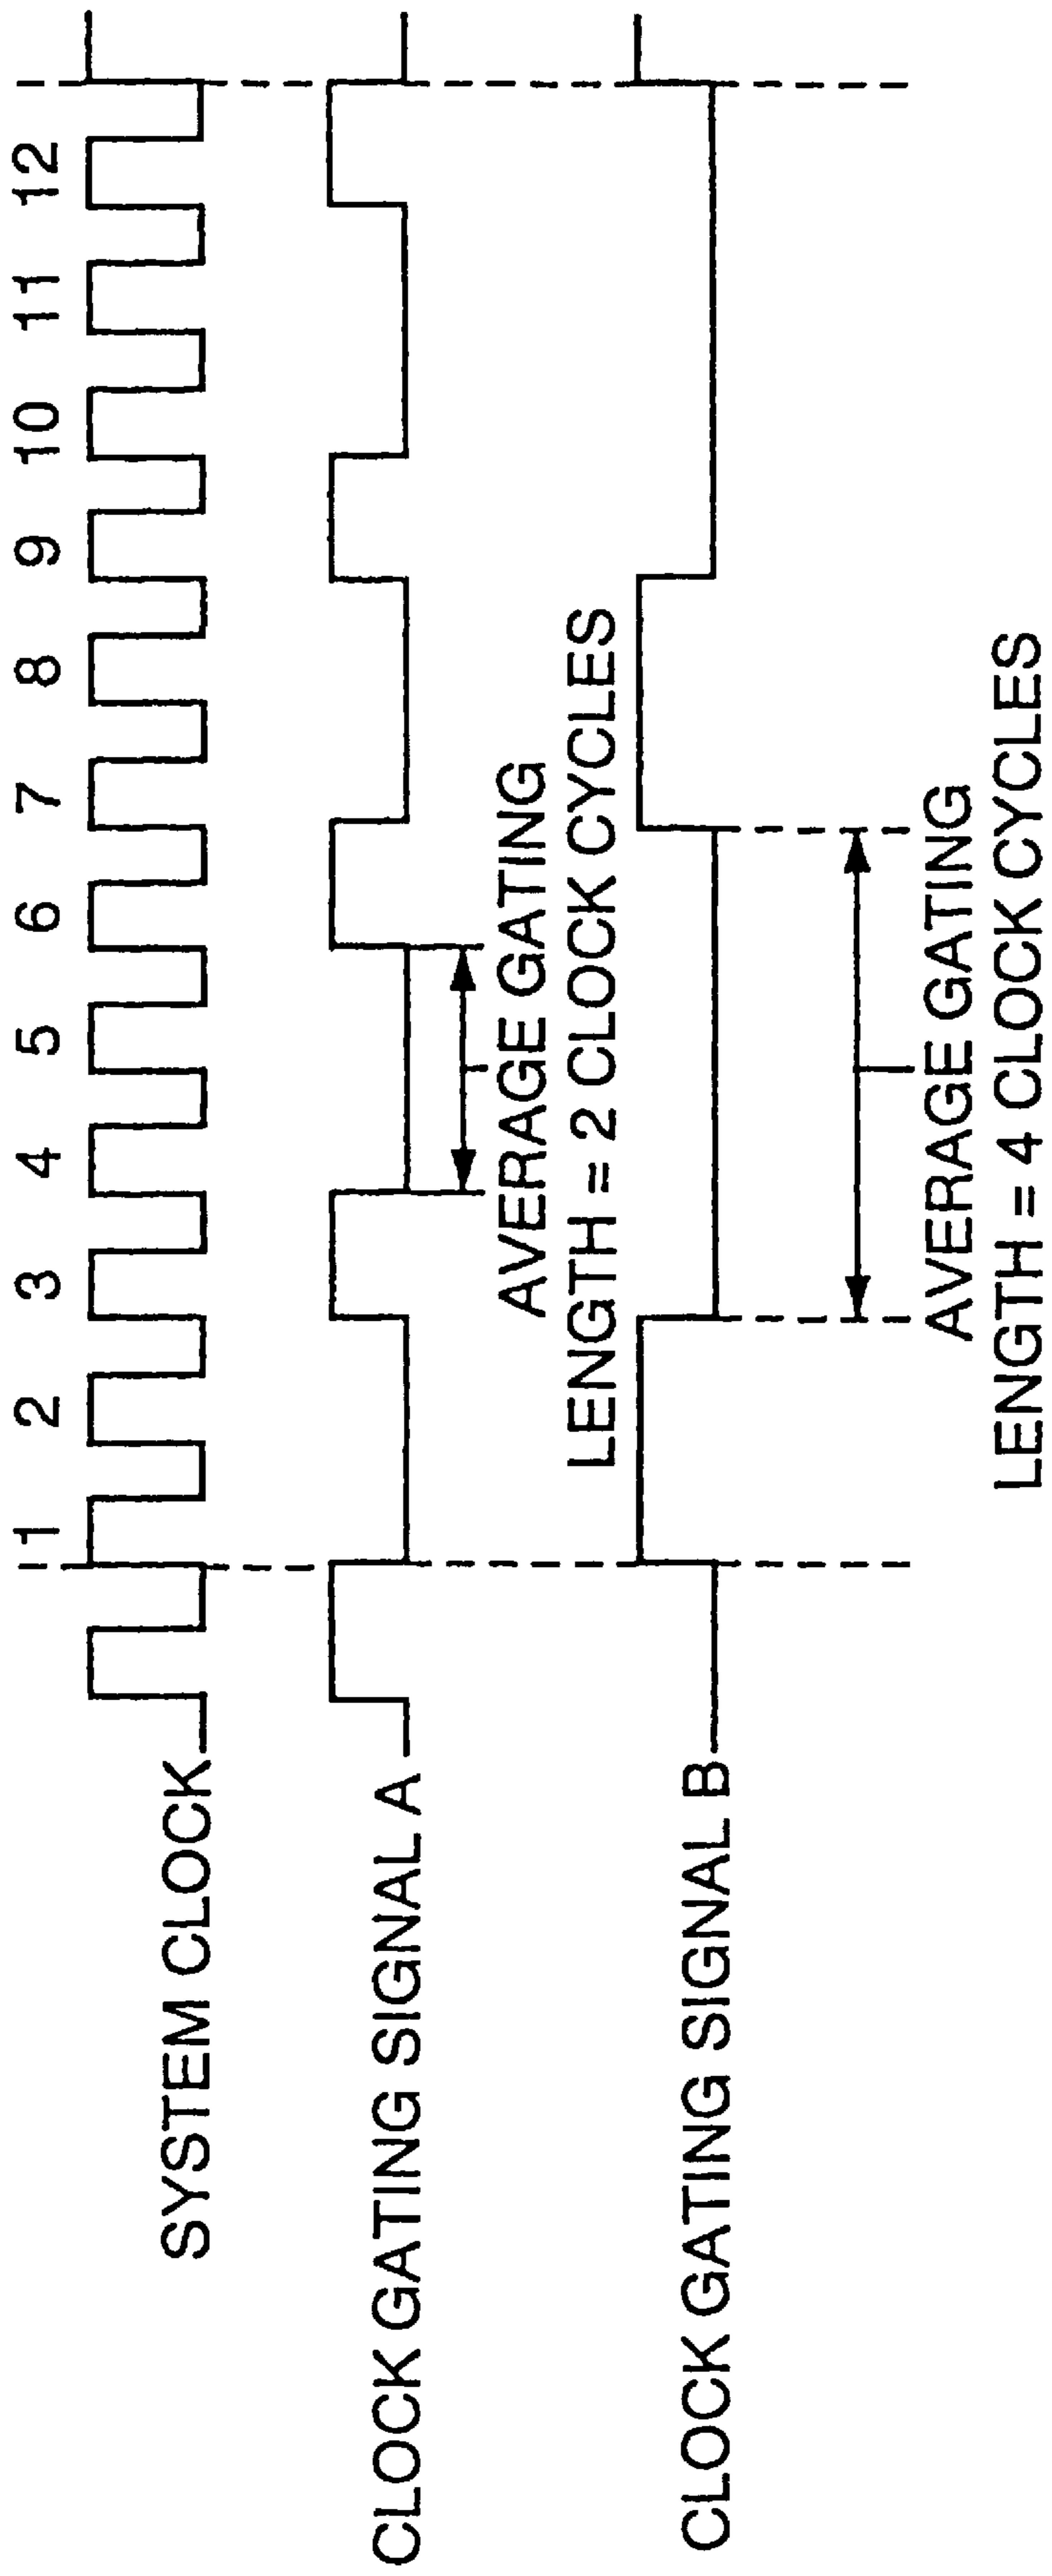 1 2 3 4 5 6 7 8 9 10 11 12
SYSTEM CLOCK
CLOCK GATING SIGNAL A
AVERAGE GATING
LENGTH = 2 CLOCK CYCLES
CLOCK GATING SIGNAL B
AVERAGE GATING
LENGTH = 4 CLOCK CYCLES